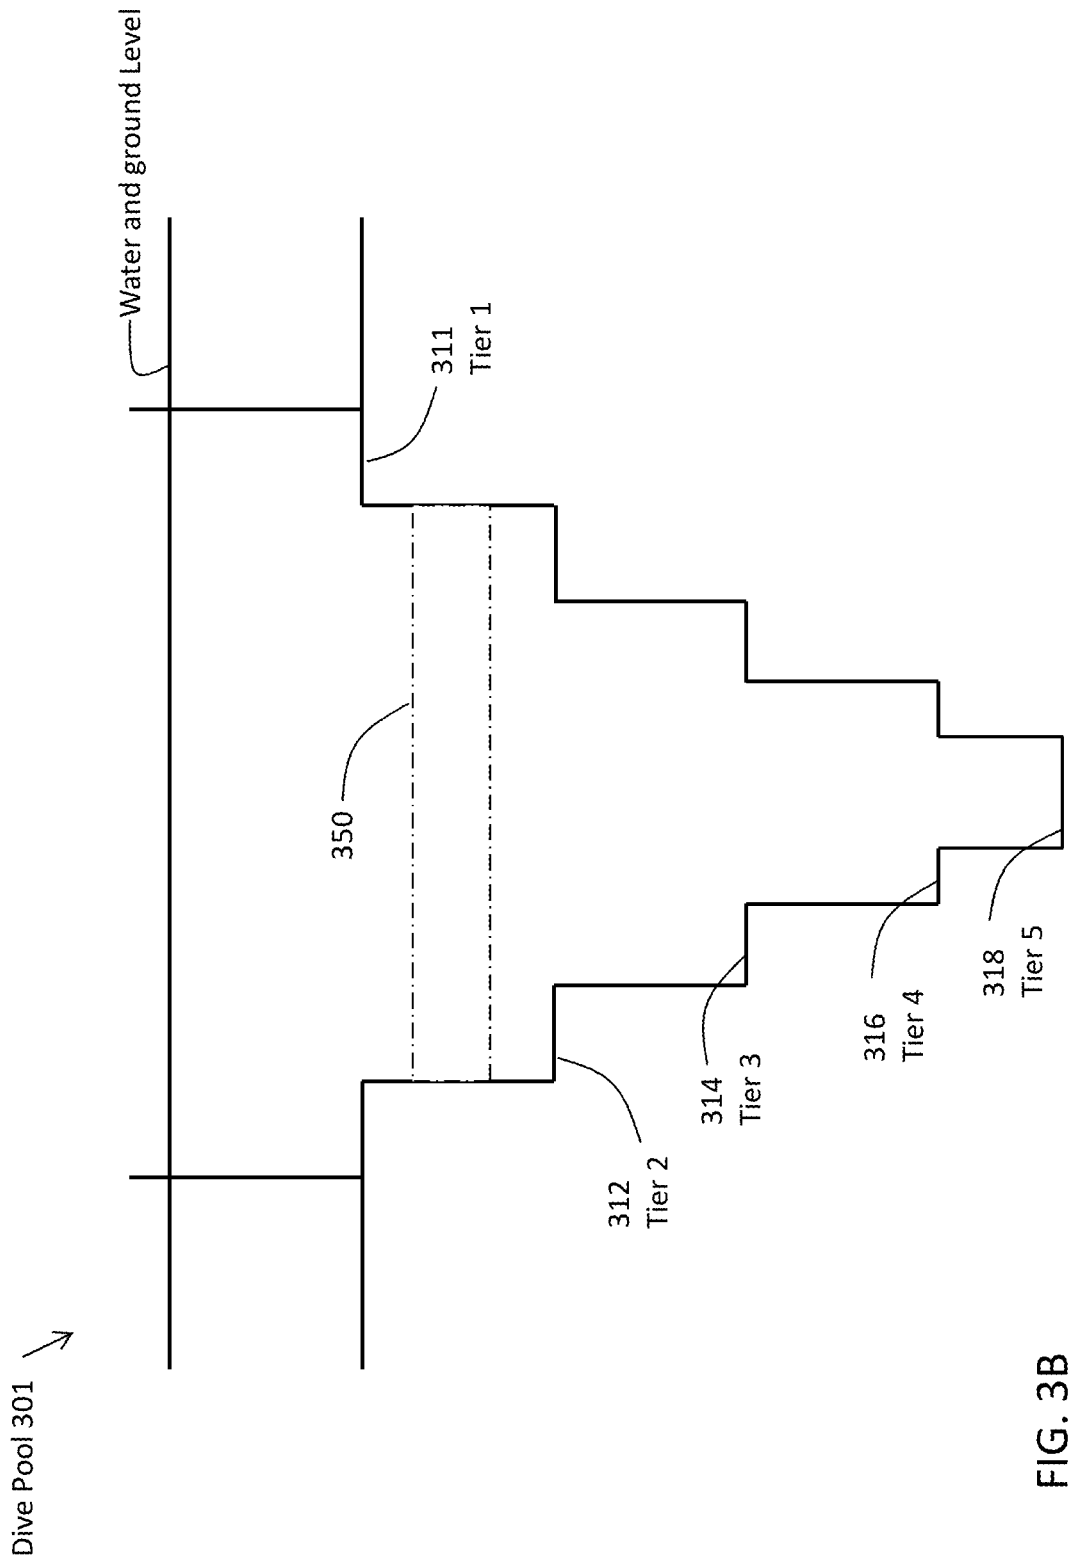 Dive Pool 301
Water and ground Level
350
311
Tier 1
312
Tier 2
314
Tier 3
316
Tier 4
318
Tier 5
FIG. 3B